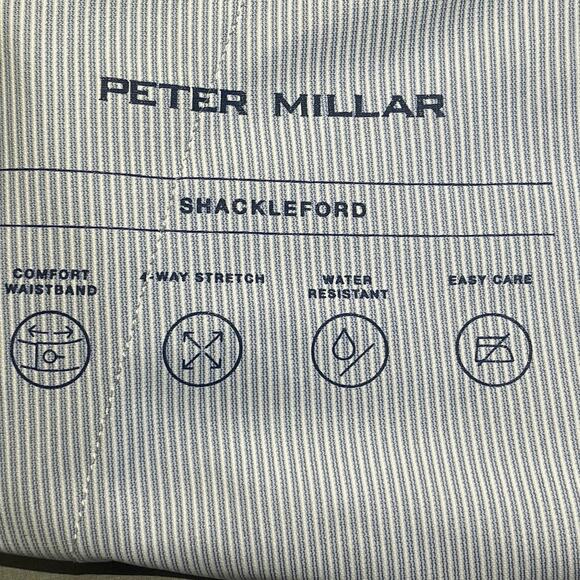 PETER MILLAR
SHACKLEFORD
COMFORT
WAISTBAND
4-WAY STRETCH
WATER
RESISTANT
EASY CARE